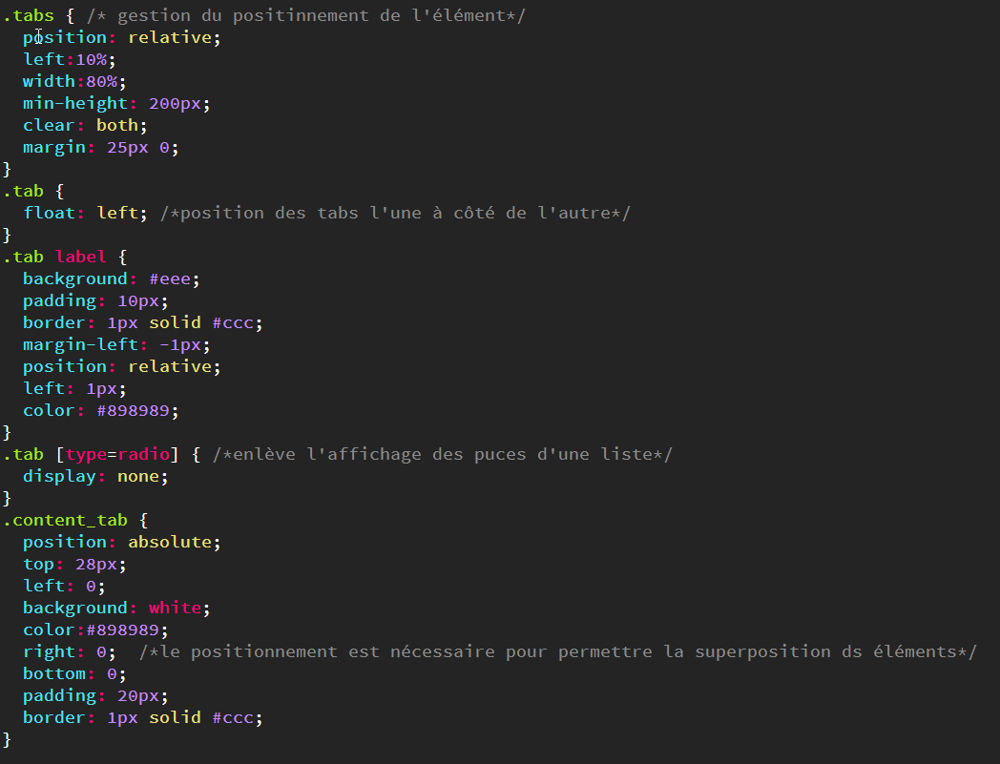 .tabs { /* gestion du positinnement de l'élément*/
  position: relative;
  left:10%;
  width:80%;
  min-height: 200px;
  clear: both;
  margin: 25px 0;
}
.tab {
  float: left; /*position des tabs l'une à côté de l'autre*/
}
.tab label {
  background: #eee;
  padding: 10px;
  border: 1px solid #ccc;
  margin-left: -1px;
  position: relative;
  left: 1px;
  color: #898989;
}
.tab [type=radio] { /*enlève l'affichage des puces d'une liste*/
  display: none;
}
.content_tab {
  position: absolute;
  top: 28px;
  left: 0;
  background: white;
  color:#898989;
  right: 0;  /*le positionnement est nécessaire pour permettre la superposition ds éléments*/
  bottom: 0;
  padding: 20px;
  border: 1px solid #ccc;
}